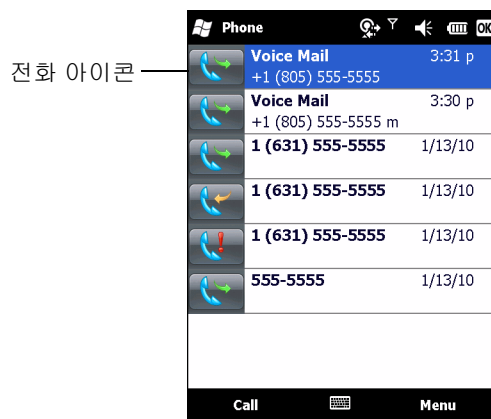 Phone OK
전화 아이콘
Voice Mail 3:31 p
+1 (805) 555-5555
Voice Mail 3:30 p
+1 (805) 555-5555 m
1 (631) 555-5555 1/13/10
1 (631) 555-5555 1/13/10
1 (631) 555-5555 1/13/10
555-5555 1/13/10
Call Menu